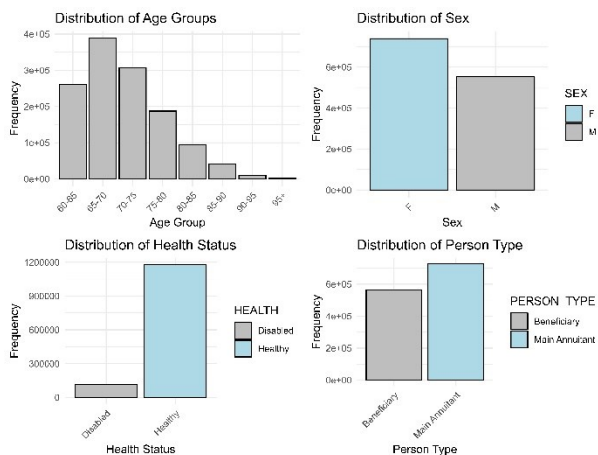 Distribution of Age Groups
Frequency
4e+05
3e+05
2e+05
1e+05
0e+00
60-65
65-70
70-75
75-80
80-85
85-90
90-95
95+
Age Group
Distribution of Sex
Frequency
6e+05
4e+05
2e+05
0e+00
F
M
Sex
SEX
F
M
Distribution of Health Status
Frequency
1200000
900000
600000
300000
0
Disabled
Healthy
Health Status
HEALTH
Disabled
Healthy
Distribution of Person Type
Frequency
6e+05
4e+05
2e+05
0e+00
Beneficiary
Main Annuitant
Person Type
PERSON TYPE
Beneficiary
Main Annuitant